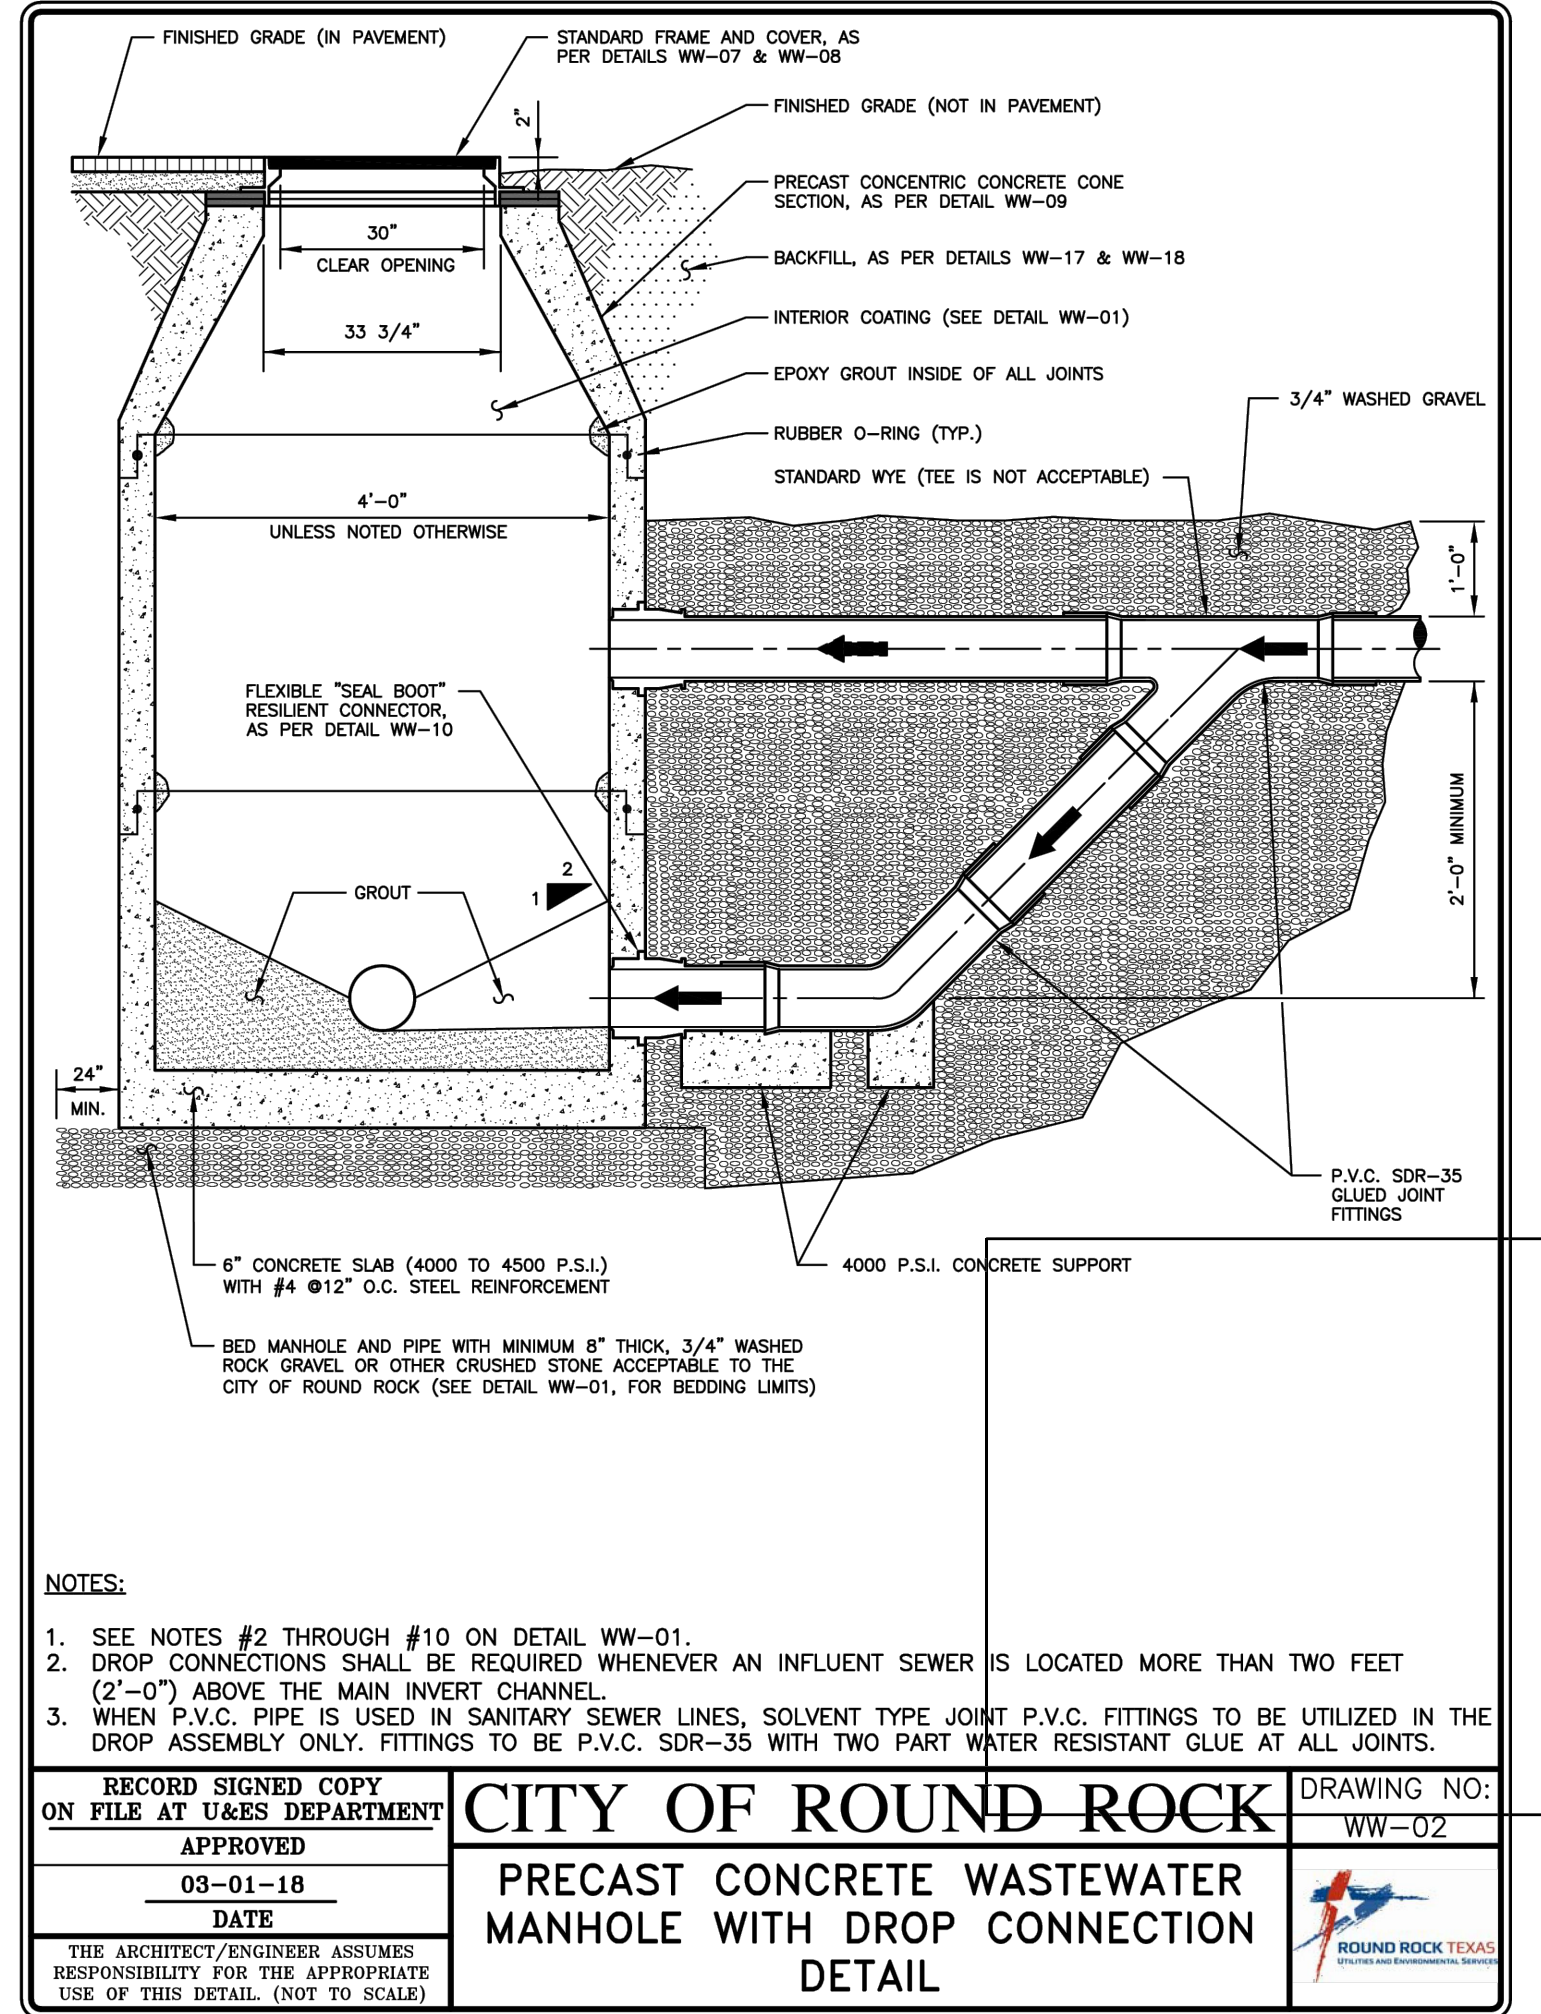 FINISHED GRADE (IN PAVEMENT)
STANDARD FRAME AND COVER, AS
PER DETAILS WW-07 & WW-08
2"
FINISHED GRADE (NOT IN PAVEMENT)
PRECAST CONCENTRIC CONCRETE CONE
SECTION, AS PER DETAIL WW-09
30"
CLEAR OPENING
BACKFILL, AS PER DETAILS WW-17 & WW-18
INTERIOR COATING (SEE DETAIL WW-01)
33 3/4"
EPOXY GROUT INSIDE OF ALL JOINTS
3/4" WASHED GRAVEL
RUBBER O-RING (TYP.)
STANDARD WYE (TEE IS NOT ACCEPTABLE)
4'-0"
UNLESS NOTED OTHERWISE
1'-0"
FLEXIBLE "SEAL BOOT"
RESILIENT CONNECTOR,
AS PER DETAIL WW-10
2'-0" MINIMUM
2
1
GROUT
24"
MIN.
P.V.C. SDR-35
GLUED JOINT
FITTINGS
6" CONCRETE SLAB (4000 TO 4500 P.S.I.)
WITH #4 @12" O.C. STEEL REINFORCEMENT
4000 P.S.I. CONCRETE SUPPORT
BED MANHOLE AND PIPE WITH MINIMUM 8" THICK, 3/4" WASHED
ROCK GRAVEL OR OTHER CRUSHED STONE ACCEPTABLE TO THE
CITY OF ROUND ROCK (SEE DETAIL WW-01, FOR BEDDING LIMITS)
NOTES:
1. SEE NOTES #2 THROUGH #10 ON DETAIL WW-01.
2. DROP CONNECTIONS SHALL BE REQUIRED WHENEVER AN INFLUENT SEWER IS LOCATED MORE THAN TWO FEET
(2'-0") ABOVE THE MAIN INVERT CHANNEL.
3. WHEN P.V.C. PIPE IS USED IN SANITARY SEWER LINES, SOLVENT TYPE JOINT P.V.C. FITTINGS TO BE UTILIZED IN THE
DROP ASSEMBLY ONLY. FITTINGS TO BE P.V.C. SDR-35 WITH TWO PART WATER RESISTANT GLUE AT ALL JOINTS.
RECORD SIGNED COPY
ON FILE AT U&ES DEPARTMENT
APPROVED
03-01-18
DATE
THE ARCHITECT/ENGINEER ASSUMES
RESPONSIBILITY FOR THE APPROPRIATE
USE OF THIS DETAIL. (NOT TO SCALE)
CITY OF ROUND ROCK
PRECAST CONCRETE WASTEWATER
MANHOLE WITH DROP CONNECTION
DETAIL
DRAWING NO:
WW-02
ROUND ROCK TEXAS
UTILITIES AND ENVIRONMENTAL SERVICES